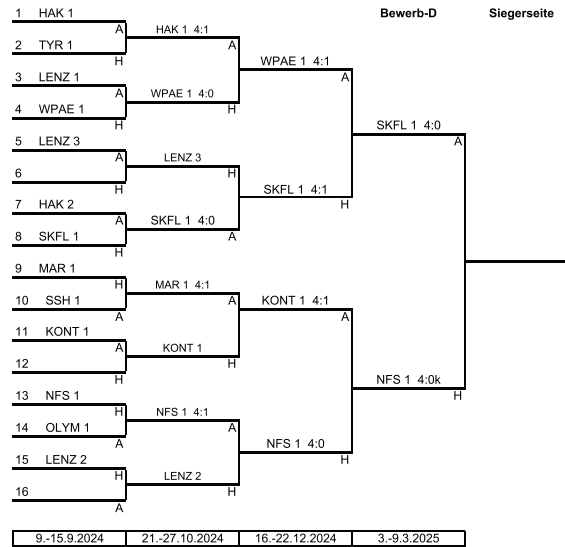 Bewerb-D Siegerseite
1 HAK 1
A
HAK 1 4:1
2 TYR 1
H
A
WPAE 1 4:1
3 LENZ 1
A
WPAE 1 4:0
H
A
4 WPAE 1
H
SKFL 1 4:0
A
5 LENZ 3
A
LENZ 3
H
6
H
SKFL 1 4:1
H
7 HAK 2
A
SKFL 1 4:0
A
8 SKFL 1
H
9 MAR 1
H
MAR 1 4:1
A
10 SSH 1
A
KONT 1 4:1
A
11 KONT 1
A
KONT 1
H
12
H
NFS 1 4:0k
H
13 NFS 1
H
NFS 1 4:1
A
14 OLYM 1
A
NFS 1 4:0
H
15 LENZ 2
H
LENZ 2
H
16
A
9.-15.9.2024 21.-27.10.2024 16.-22.12.2024 3.-9.3.2025